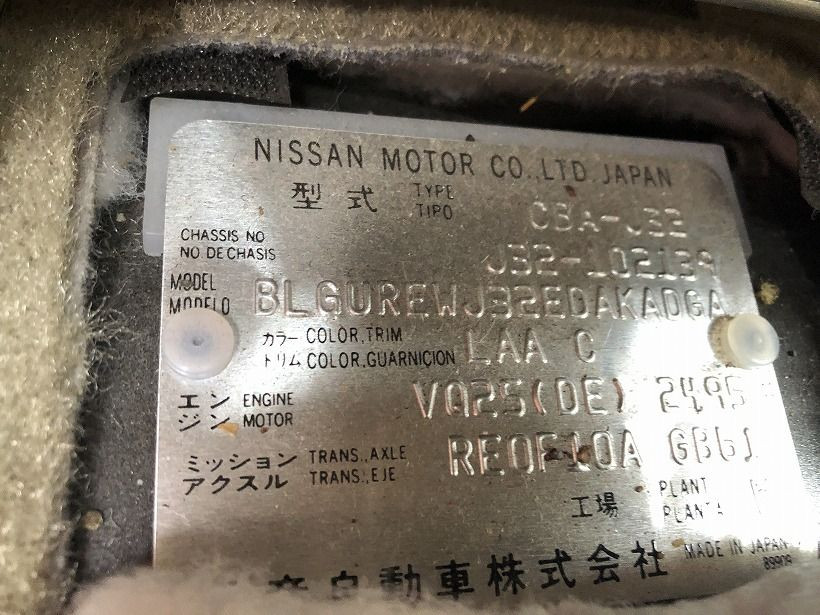 NISSAN MOTOR CO.,LTD. JAPAN
型式 TYPE TIPO CBA-J32
CHASSIS NO NO DE CHASIS J32-102139
MODEL MODELO BLGUREWJ32EDAKADGA
カラー トリム COLOR,TRIM COLOR,GUARNICION LAA C
エンジン ENGINE MOTOR VQ25(DE) 2495
ミッション アクスル TRANS.,AXLE TRANS.,EJE RE0F10A GB61
工場 PLANT PLANTA
産自動車株式会社 MADE IN JAPAN